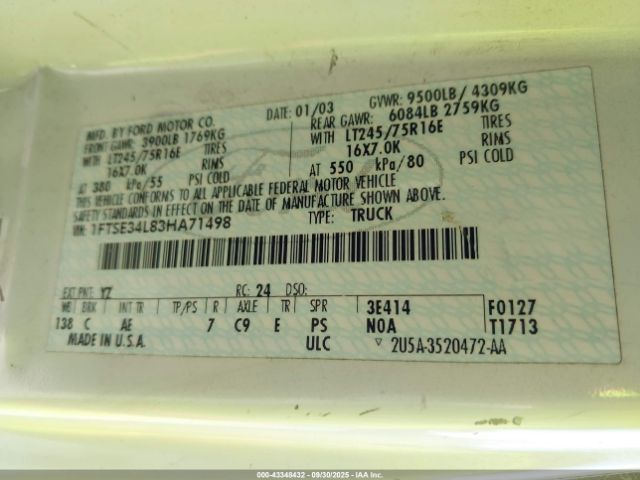 MFD. BY FORD MOTOR CO.
DATE: 01/03 GVWR: 9500LB/ 4309KG
FRONT GAWR: 3900LB 1769KG
REAR GAWR: 6084LB 2759KG
WITH LT245/75R16E TIRES
WITH LT245/75R16E TIRES
16X7.0K RIMS
16X7.0K RIMS
AT 380 kPa/55 PSI COLD
AT 550 kPa/80 PSI COLD
THIS VEHICLE CONFORMS TO ALL APPLICABLE FEDERAL MOTOR VEHICLE
SAFETY STANDARDS IN EFFECT ON THE DATE OF MANUFACTURE SHOWN ABOVE.
VIN: 1FTSE34L83HA71498
TYPE: TRUCK
EXT PNT: YZ RC: 24 DSO:
WB BRK INT TR TP/PS R AXLE TR SPR 3E414 F0127
138 C AE 7 C9 E PS N0A T1713
MADE IN U.S.A. ULC ▽ 2U5A-3520472-AA
000-43348432 - 09/30/2025 - IAA Inc.